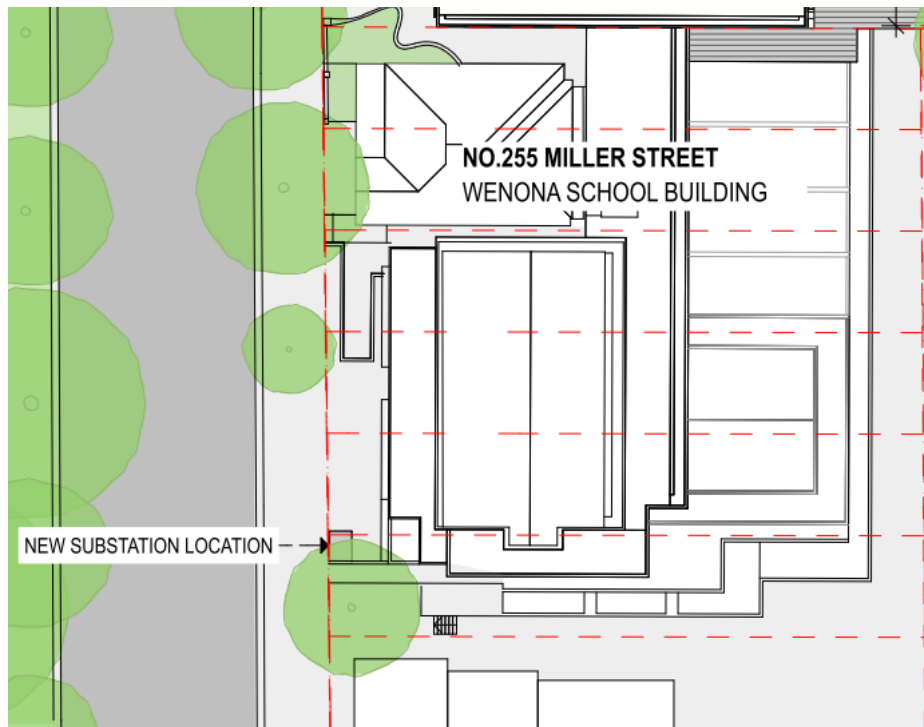 NO.255 MILLER STREET
WENONA SCHOOL BUILDING
NEW SUBSTATION LOCATION